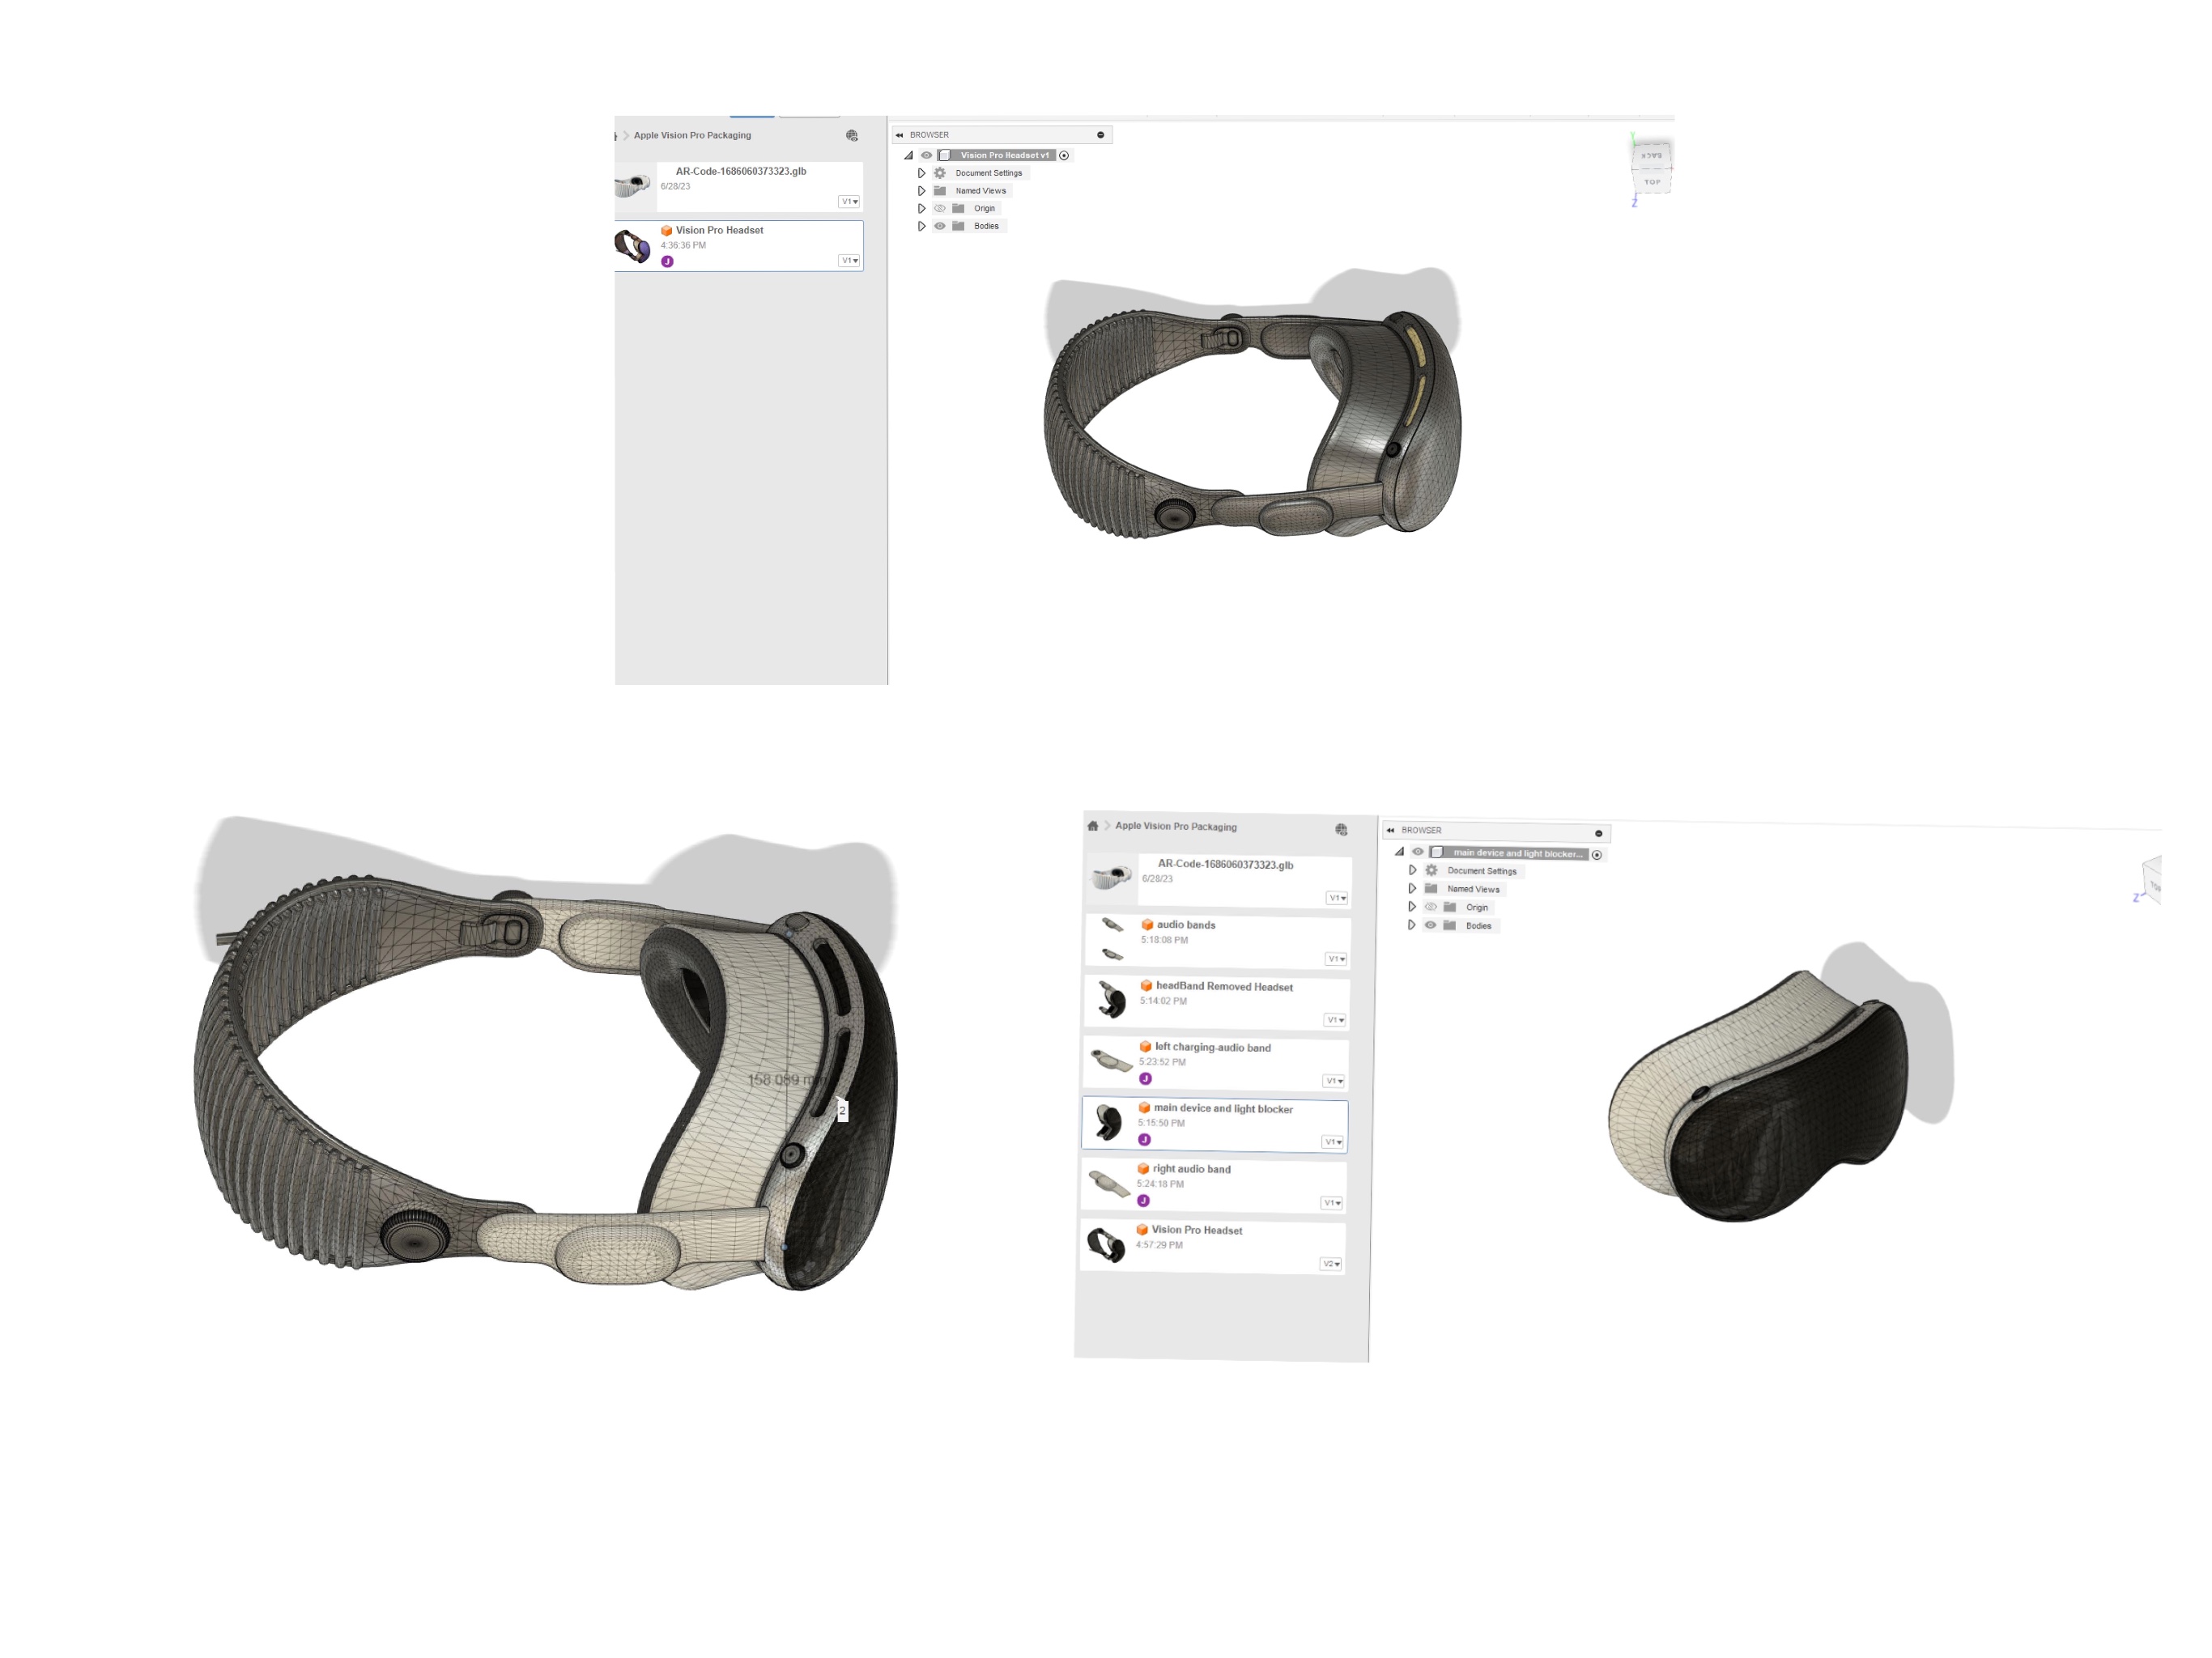 Apple Vision Pro Packaging
AR-Code-1686060373323.glb
6/28/23
V1
Vision Pro Headset
4:36:36 PM
J
V1
BROWSER
Vision Pro Headset v1
Document Settings
Named Views
Origin
Bodies
Y
BACK
TOP
Z
158.089 m
2
Apple Vision Pro Packaging
AR-Code-1686060373323.glb
6/28/23
V1
audio bands
5:18:08 PM
V1
headBand Removed Headset
5:14:02 PM
V1
left charging-audio band
5:23:52 PM
J
V1
main device and light blocker
5:15:50 PM
J
V1
right audio band
5:24:18 PM
J
V1
Vision Pro Headset
4:57:29 PM
V2
BROWSER
main device and light blocker...
Document Settings
Named Views
Origin
Bodies
Z